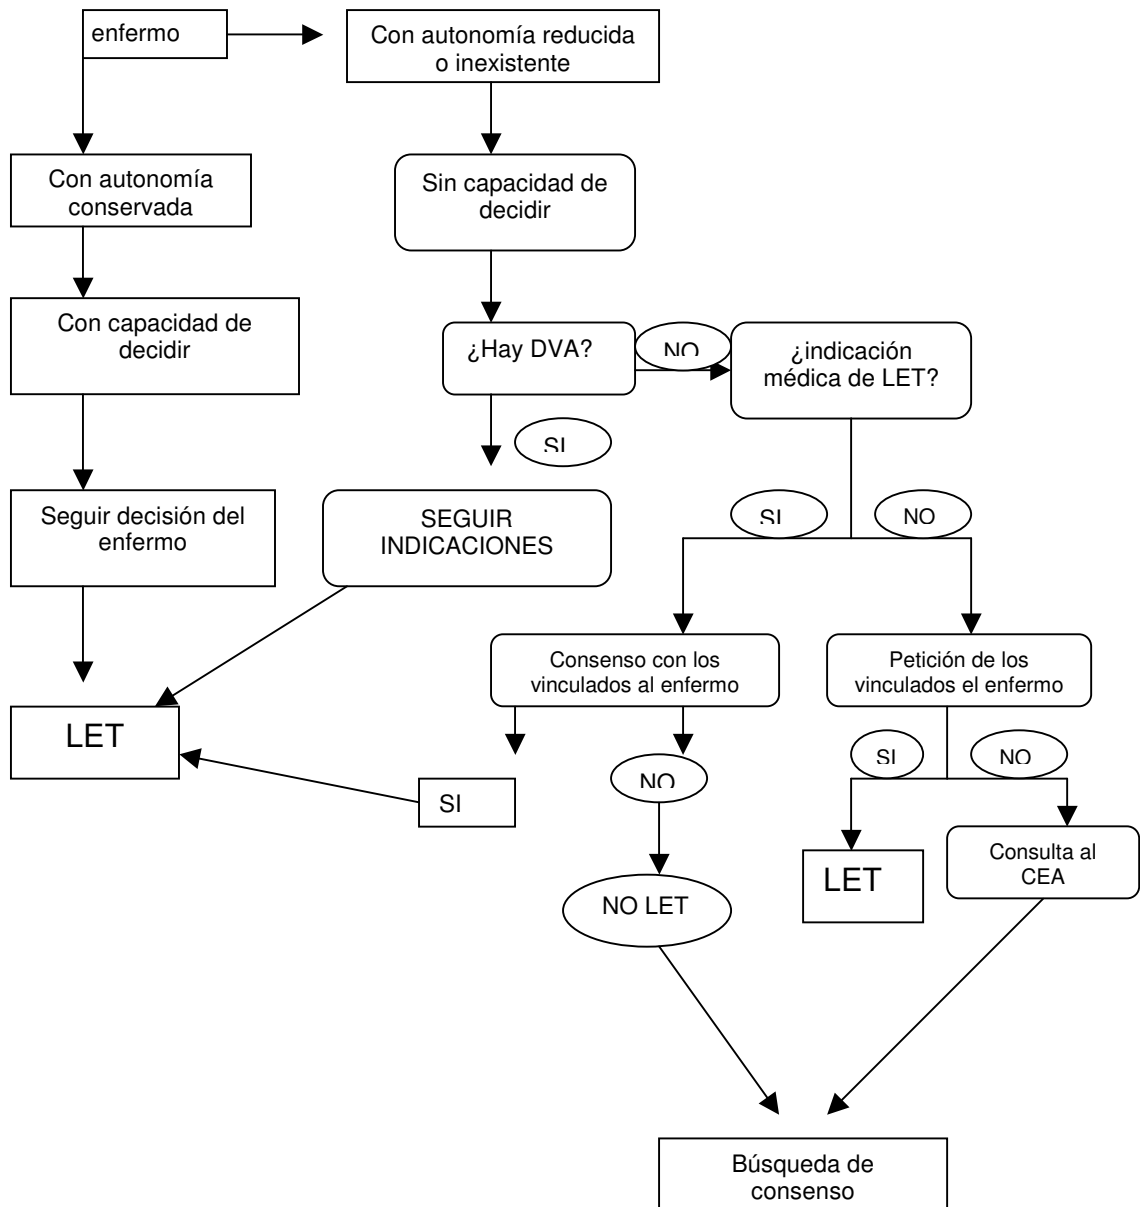 enfermo
Con autonomía reducida
o inexistente
Con autonomía
conservada
Sin capacidad de
decidir
Con capacidad de
decidir
¿Hay DVA?
NO
¿indicación
médica de LET?
SI
Seguir decisión del
enfermo
SEGUIR
INDICACIONES
SI
NO
Consenso con los
vinculados al enfermo
Petición de los
vinculados el enfermo
LET
SI
NO
SI
NO
LET
Consulta al
CEA
NO LET
Búsqueda de
consenso